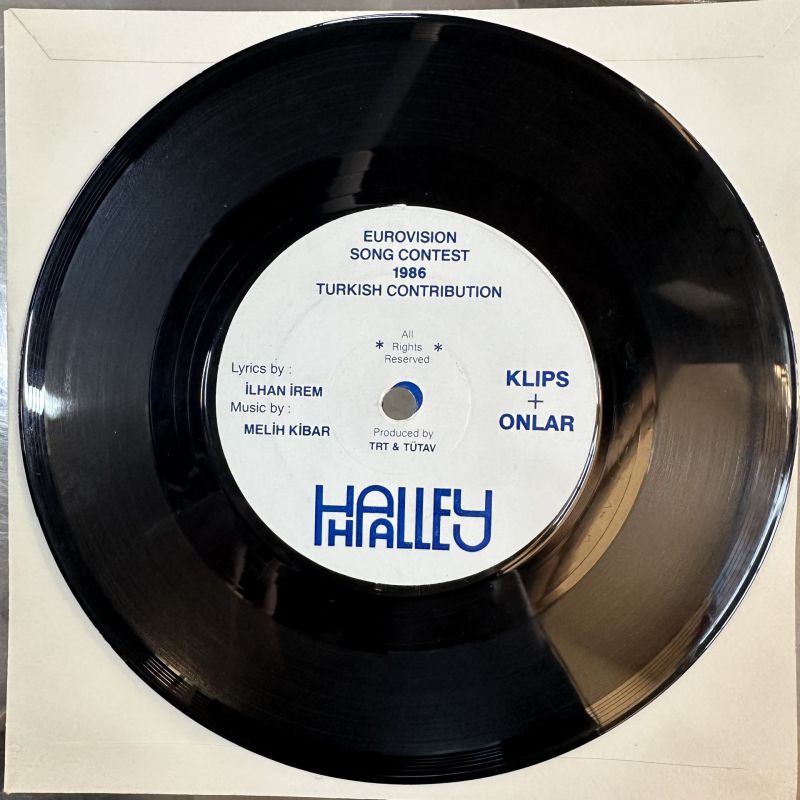 EUROVISION
SONG CONTEST
1986
TURKISH CONTRIBUTION
All
* Rights *
Reserved
Lyrics by :
İLHAN İREM
Music by :
MELİH KİBAR
KLIPS
+
ONLAR
Produced by
TRT & TÜTAV
HALLEY